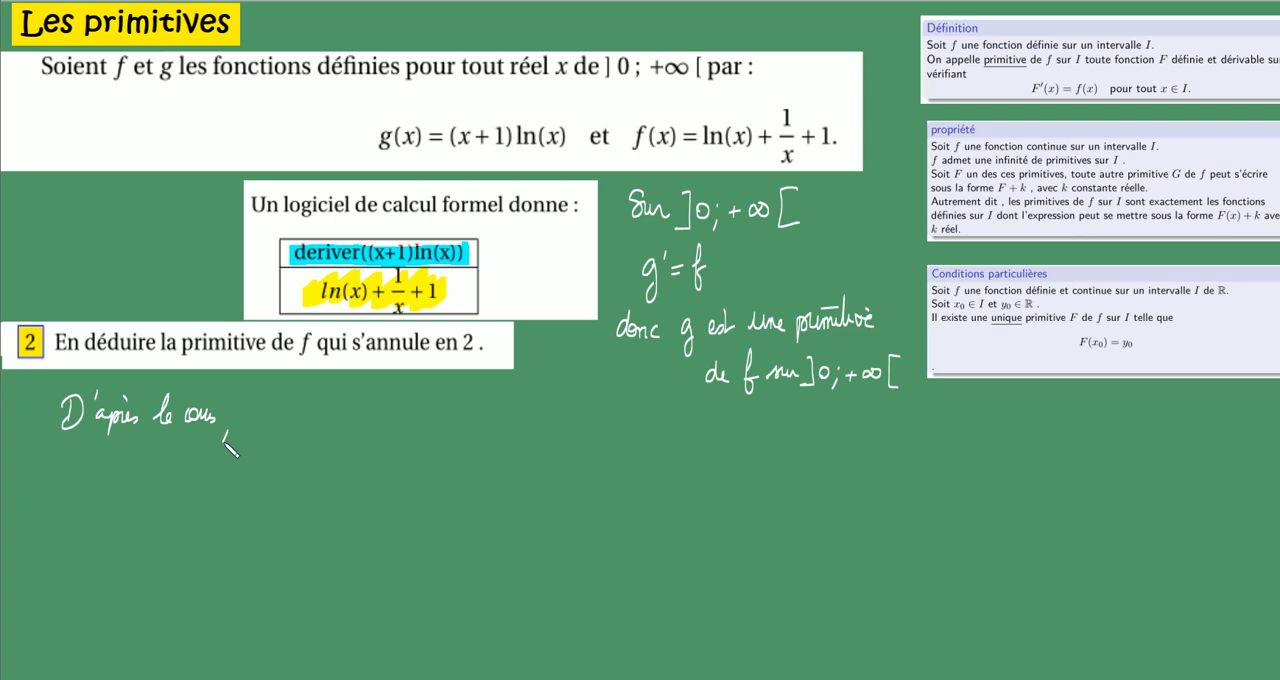 Les primitives
Soient f et g les fonctions définies pour tout réel x de ] 0 ; +∞ [ par :
g(x) = (x + 1) ln(x) et f(x) = ln(x) + 1/x + 1.
Un logiciel de calcul formel donne :
deriver((x+1)ln(x))
ln(x) + 1/x + 1
2 En déduire la primitive de f qui s'annule en 2 .
Sur ]0 ; +∞ [
g' = f
donc g est une primitive
de f sur ]0 ; +∞ [
D'après le cours,
Définition
Soit f une fonction définie sur un intervalle I.
On appelle primitive de f sur I toute fonction F définie et dérivable su
vérifiant
F′(x) = f(x) pour tout x ∈ I.
propriété
Soit f une fonction continue sur un intervalle I.
f admet une infinité de primitives sur I .
Soit F un des ces primitives, toute autre primitive G de f peut s'écrire
sous la forme F + k , avec k constante réelle.
Autrement dit , les primitives de f sur I sont exactement les fonctions
définies sur I dont l'expression peut se mettre sous la forme F(x) + k ave
k réel.
Conditions particulières
Soit f une fonction définie et continue sur un intervalle I de ℝ.
Soit x₀ ∈ I et y₀ ∈ ℝ .
Il existe une unique primitive F de f sur I telle que
F(x₀) = y₀
.